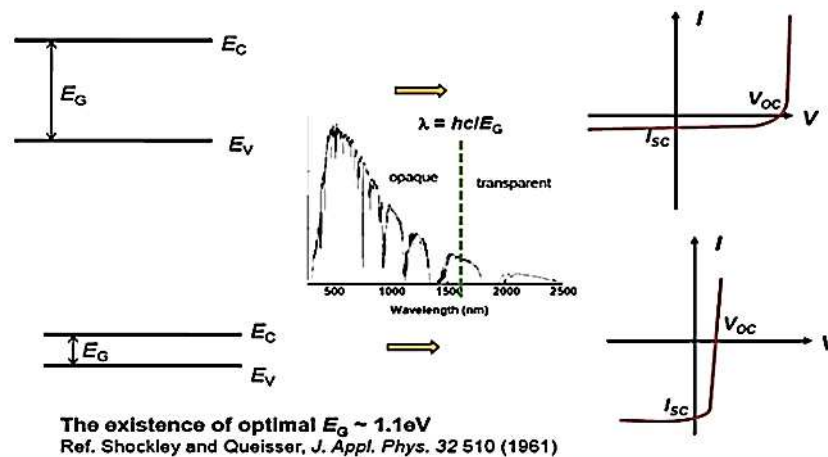 E_C
E_G
E_V
λ = hc/E_G
opaque
transparent
500 1000 1500 2000 2500
Wavelength (nm)
I
V_OC
V
I_SC
E_C
E_G
E_V
I
V_OC
V
I_SC
The existence of optimal E_G ~ 1.1eV
Ref. Shockley and Queisser, J. Appl. Phys. 32 510 (1961)